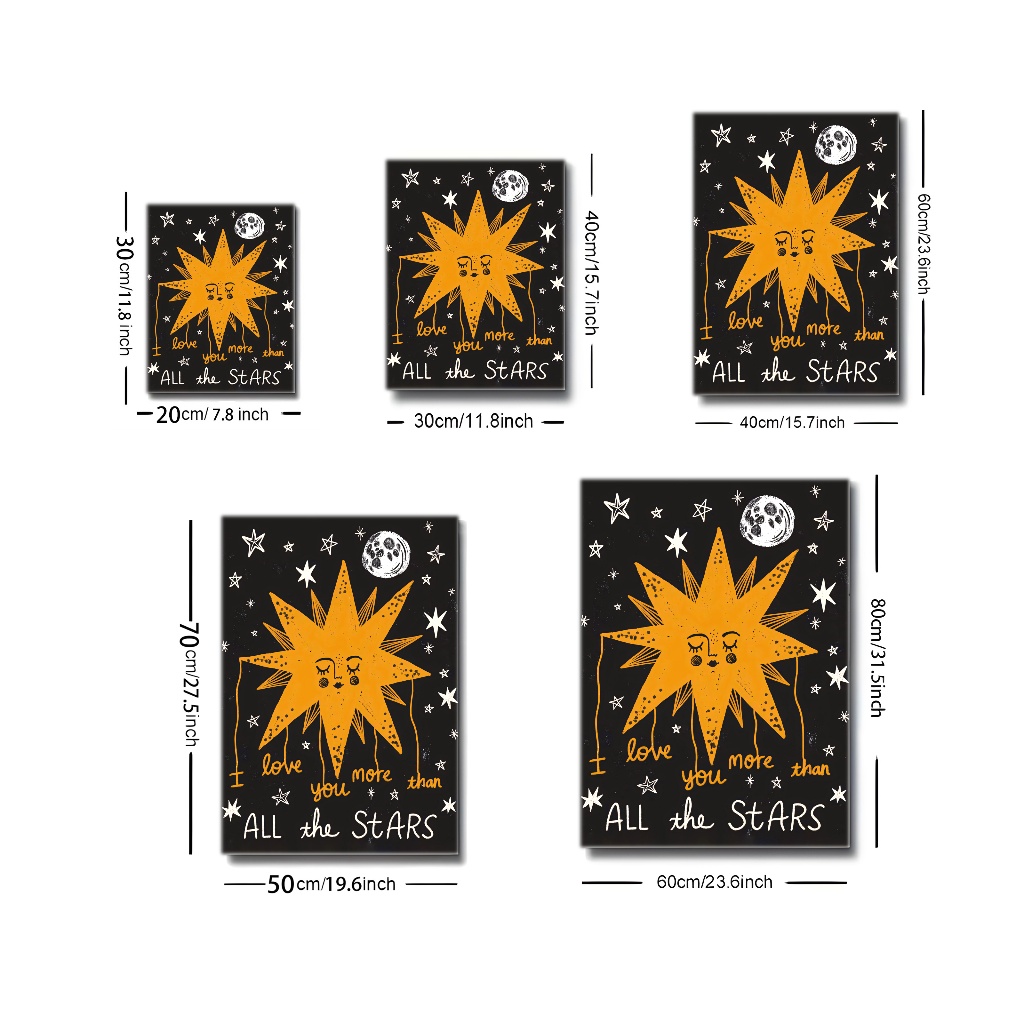 30cm/11.8 inch
I love you more than
ALL the StARS
20cm/ 7.8 inch
40cm/15.7inch
I love you more than
ALL the StARS
30cm/11.8inch
60cm/23.6inch
I love you more than
ALL the StARS
40cm/15.7inch
70cm/27.5inch
I love you more than
ALL the StARS
50cm/19.6inch
80cm/31.5inch
I love you more than
ALL the StARS
60cm/23.6inch